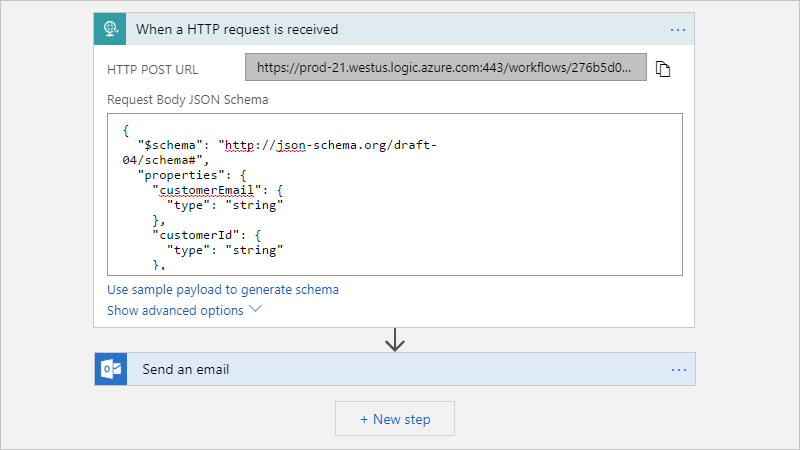 When a HTTP request is received
HTTP POST URL
https://prod-21.westus.logic.azure.com:443/workflows/276b5d0...
Request Body JSON Schema
{
"$schema": "http://json-schema.org/draft-
04/schema#",
"properties": {
"customerEmail": {
"type": "string"
},
"customerId": {
"type": "string"
},
Use sample payload to generate schema
Show advanced options
Send an email
+ New step